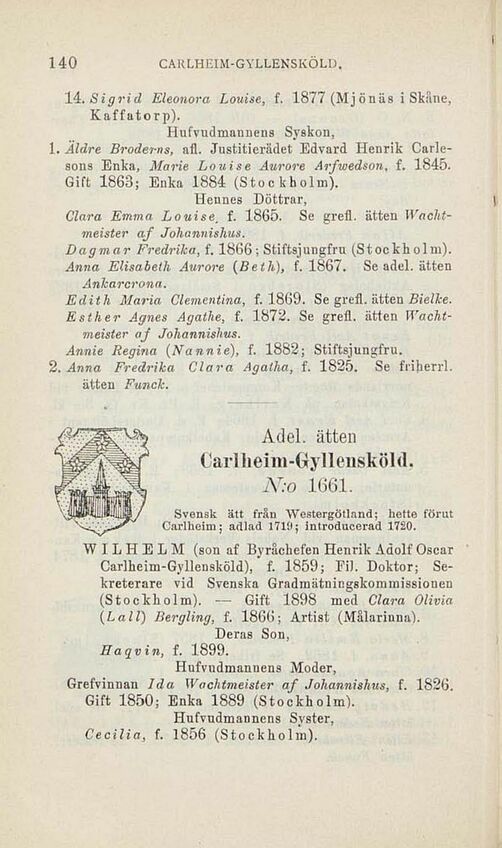 140 CARLHEIM-GYLLENSKÖLD.
14. Sigrid Eleonora Louise, f. 1877 (Mjönäs i Skåne,
Kaffatorp).
Hufvudmannens Syskon,
1. Äldre Broderns, afl. Justitierådet Edvard Henrik Carle-
sons Enka, Marie Louise Aurore Arfwedson, f. 1845.
Gift 1863; Enka 1884 (Stockholm).
Hennes Döttrar,
Clara Emma Louise, f. 1865. Se grefl. ätten Wacht-
meister af Johannishus.
Dagmar Fredrika, f. 1866; Stiftsjungfru (Stockholm).
Anna Elisabeth Aurore (Beth), f. 1867. Se adel. ätten
Ankarcrona.
Edith Maria Clementina, f. 1869. Se grefl. ätten Bielke.
Esther Agnes Agathe, f. 1872. Se grefl. ätten Wacht-
meister af Johannishus.
Annie Regina (Nannie), f. 1882; Stiftsjungfru.
2. Anna Fredrika Clara Agatha, f. 1825. Se friherrl.
ätten Funck.
Adel. ätten
Carlheim-Gyllensköld.
N:o 1661.
Svensk ätt från Westergötland; hette förut
Carlheim; adlad 1719; introducerad 1720.
WILHELM (son af Byråchefen Henrik Adolf Oscar
Carlheim-Gyllensköld), f. 1859; Fil. Doktor; Se-
kreterare vid Svenska Gradmätningskommissionen
(Stockholm). — Gift 1898 med Clara Olivia
(Lall) Bergling, f. 1866; Artist (Målarinna).
Deras Son,
Haqvin, f. 1899.
Hufvudmannens Moder,
Grefvinnan Ida Wachtmeister af Johannishus, f. 1826.
Gift 1850; Enka 1889 (Stockholm).
Hufvudmannens Syster,
Cecilia, f. 1856 (Stockholm).